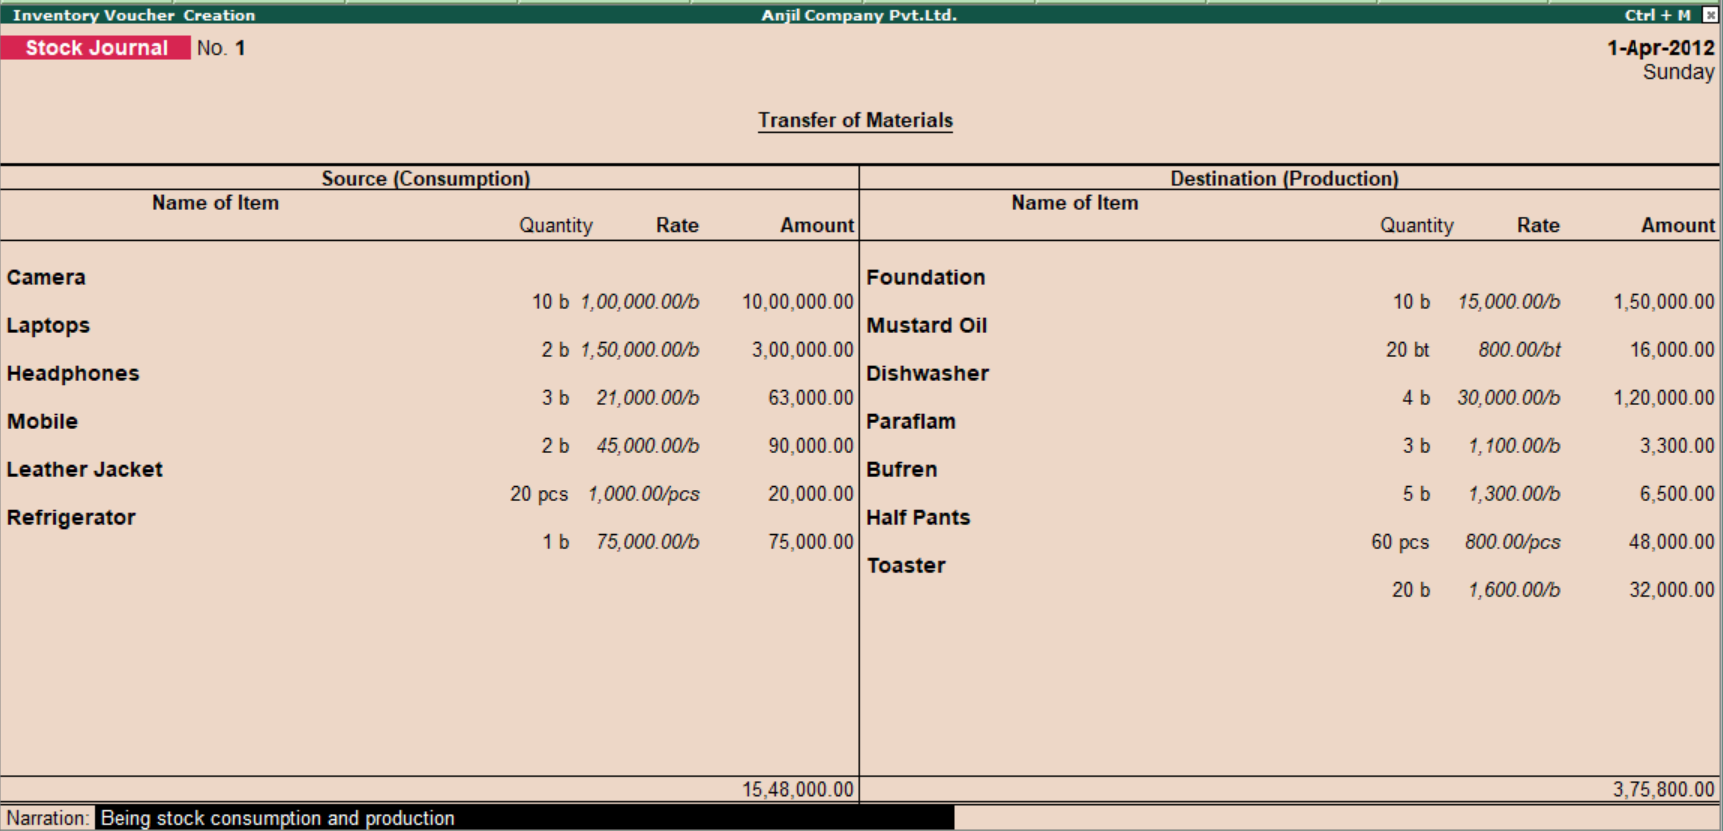 Inventory Voucher Creation Anjil Company Pvt.Ltd. Ctrl + M
Stock Journal No. 1 1-Apr-2012
Sunday
Transfer of Materials
Source (Consumption) Destination (Production)
Name of Item Name of Item
Quantity Rate Amount Quantity Rate Amount
Camera Foundation
10 b 1,00,000.00/b 10,00,000.00 10 b 15,000.00/b 1,50,000.00
Laptops Mustard Oil
2 b 1,50,000.00/b 3,00,000.00 20 bt 800.00/bt 16,000.00
Headphones Dishwasher
3 b 21,000.00/b 63,000.00 4 b 30,000.00/b 1,20,000.00
Mobile Paraflam
2 b 45,000.00/b 90,000.00 3 b 1,100.00/b 3,300.00
Leather Jacket Bufren
20 pcs 1,000.00/pcs 20,000.00 5 b 1,300.00/b 6,500.00
Refrigerator Half Pants
1 b 75,000.00/b 75,000.00 60 pcs 800.00/pcs 48,000.00
Toaster
20 b 1,600.00/b 32,000.00
15,48,000.00 3,75,800.00
Narration: Being stock consumption and production